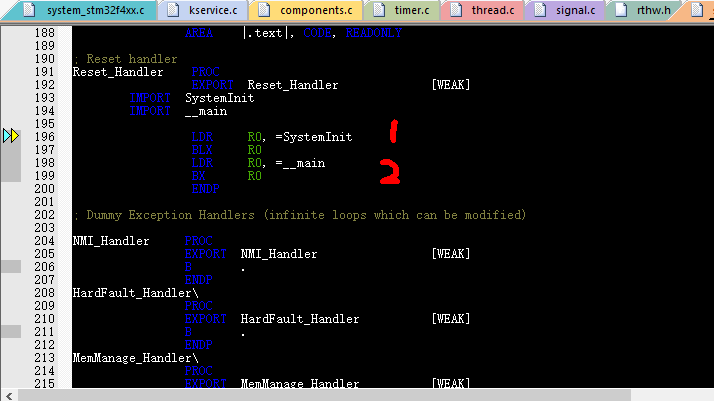 system_stm32f4xx.c kservice.c components.c timer.c thread.c signal.c rthw.h
188 AREA |.text|, CODE, READONLY
189
190 ; Reset handler
191 Reset_Handler PROC
192 EXPORT Reset_Handler [WEAK]
193 IMPORT SystemInit
194 IMPORT __main
195
196 LDR R0, =SystemInit 1
197 BLX R0
198 LDR R0, =__main
199 BX R0 2
200 ENDP
201
202 ; Dummy Exception Handlers (infinite loops which can be modified)
203
204 NMI_Handler PROC
205 EXPORT NMI_Handler [WEAK]
206 B .
207 ENDP
208 HardFault_Handler\
209 PROC
210 EXPORT HardFault_Handler [WEAK]
211 B .
212 ENDP
213 MemManage_Handler\
214 PROC
215 EXPORT MemManage_Handler [WEAK]